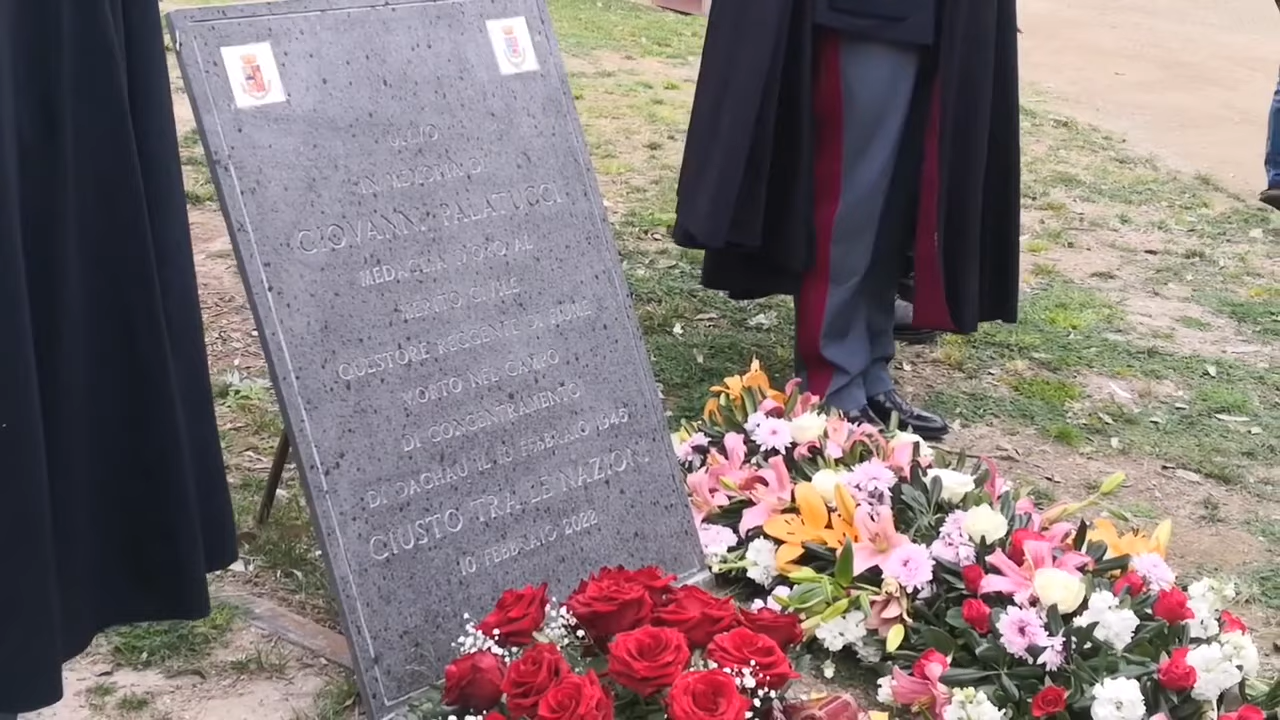 ULIVO
IN MEMORIA DI
GIOVANNI PALATUCCI
MEDAGLIA D'ORO AL
MERITO CIVILE
QUESTORE REGGENTE DI FIUME
MORTO NEL CAMPO
DI CONCENTRAMENTO
DI DACHAU IL 10 FEBBRAIO 1945
GIUSTO TRA LE NAZIONI
10 FEBBRAIO 2022